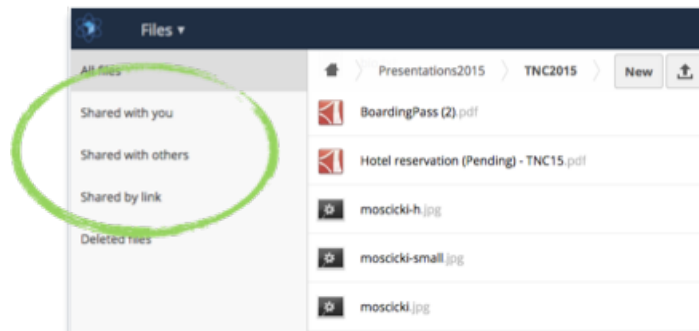 Files ▾
All files
Shared with you
Shared with others
Shared by link
Deleted files
Presentations2015 TNC2015 New
BoardingPass (2).pdf
Hotel reservation (Pending) - TNC15.pdf
moscicki-h.jpg
moscicki-small.jpg
moscicki.jpg